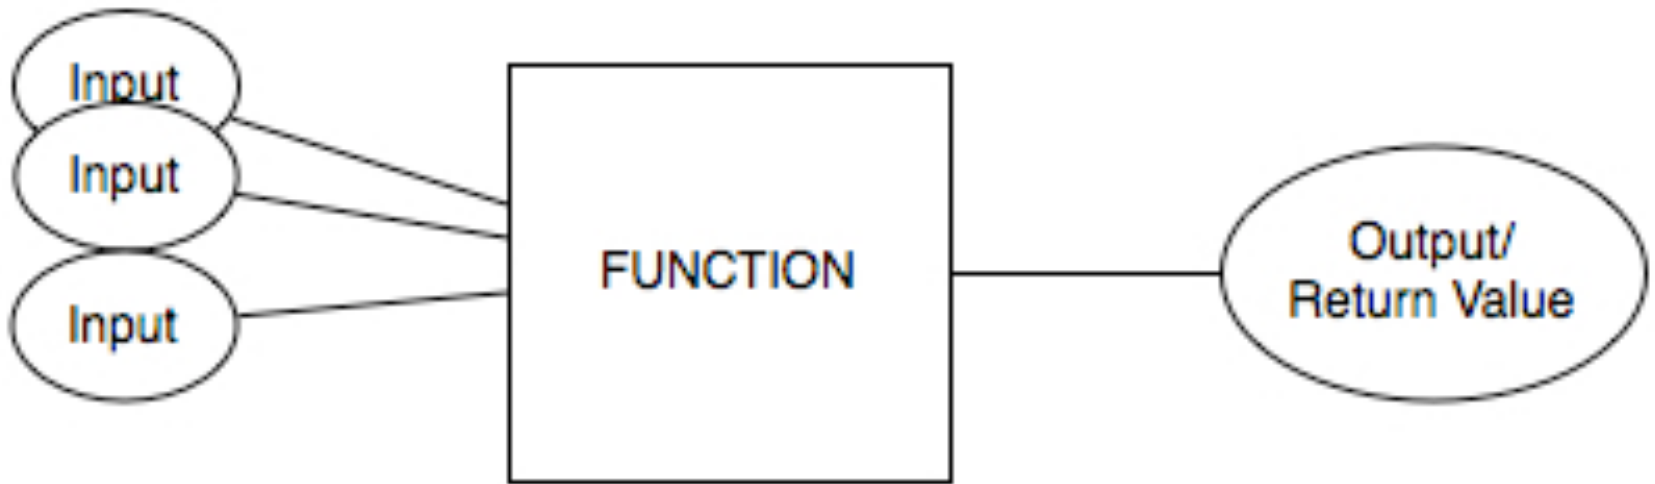 Input
Input
Input
FUNCTION
Output/
Return Value